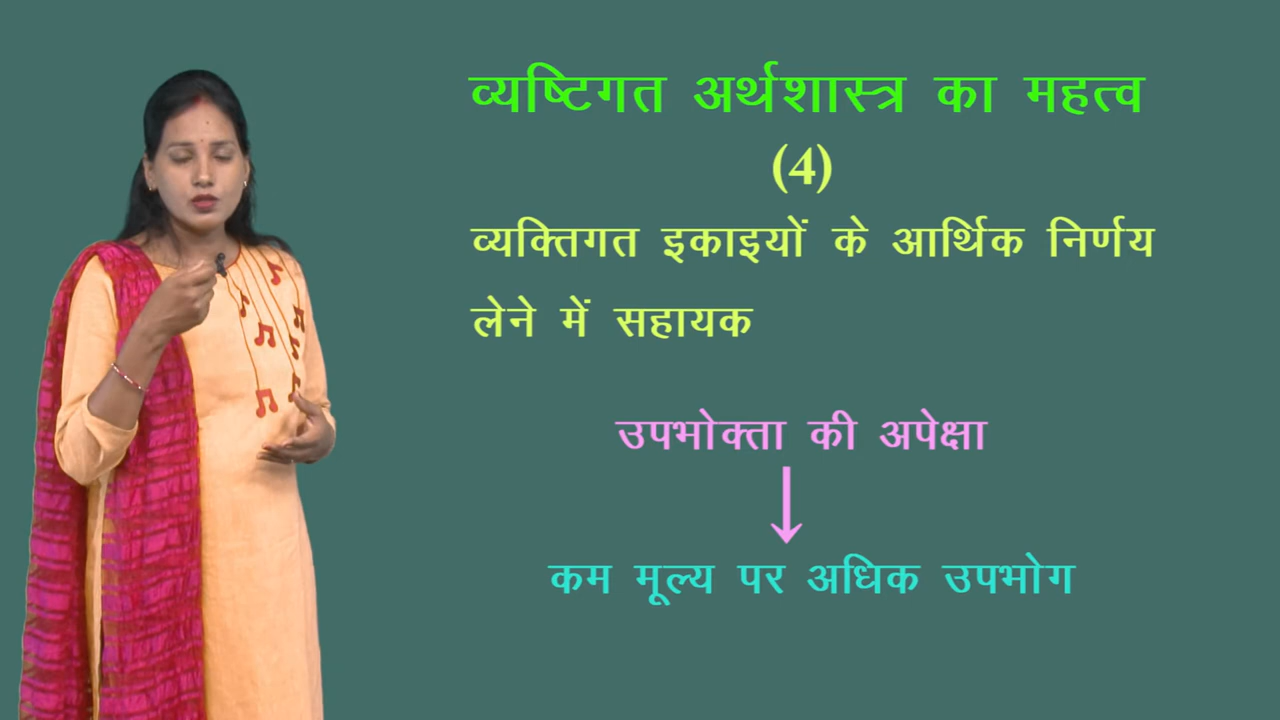 व्यष्टिगत अर्थशास्त्र का महत्व
(4)
व्यक्तिगत इकाइयों के आर्थिक निर्णय
लेने में सहायक
उपभोक्ता की अपेक्षा
↓
कम मूल्य पर अधिक उपभोग